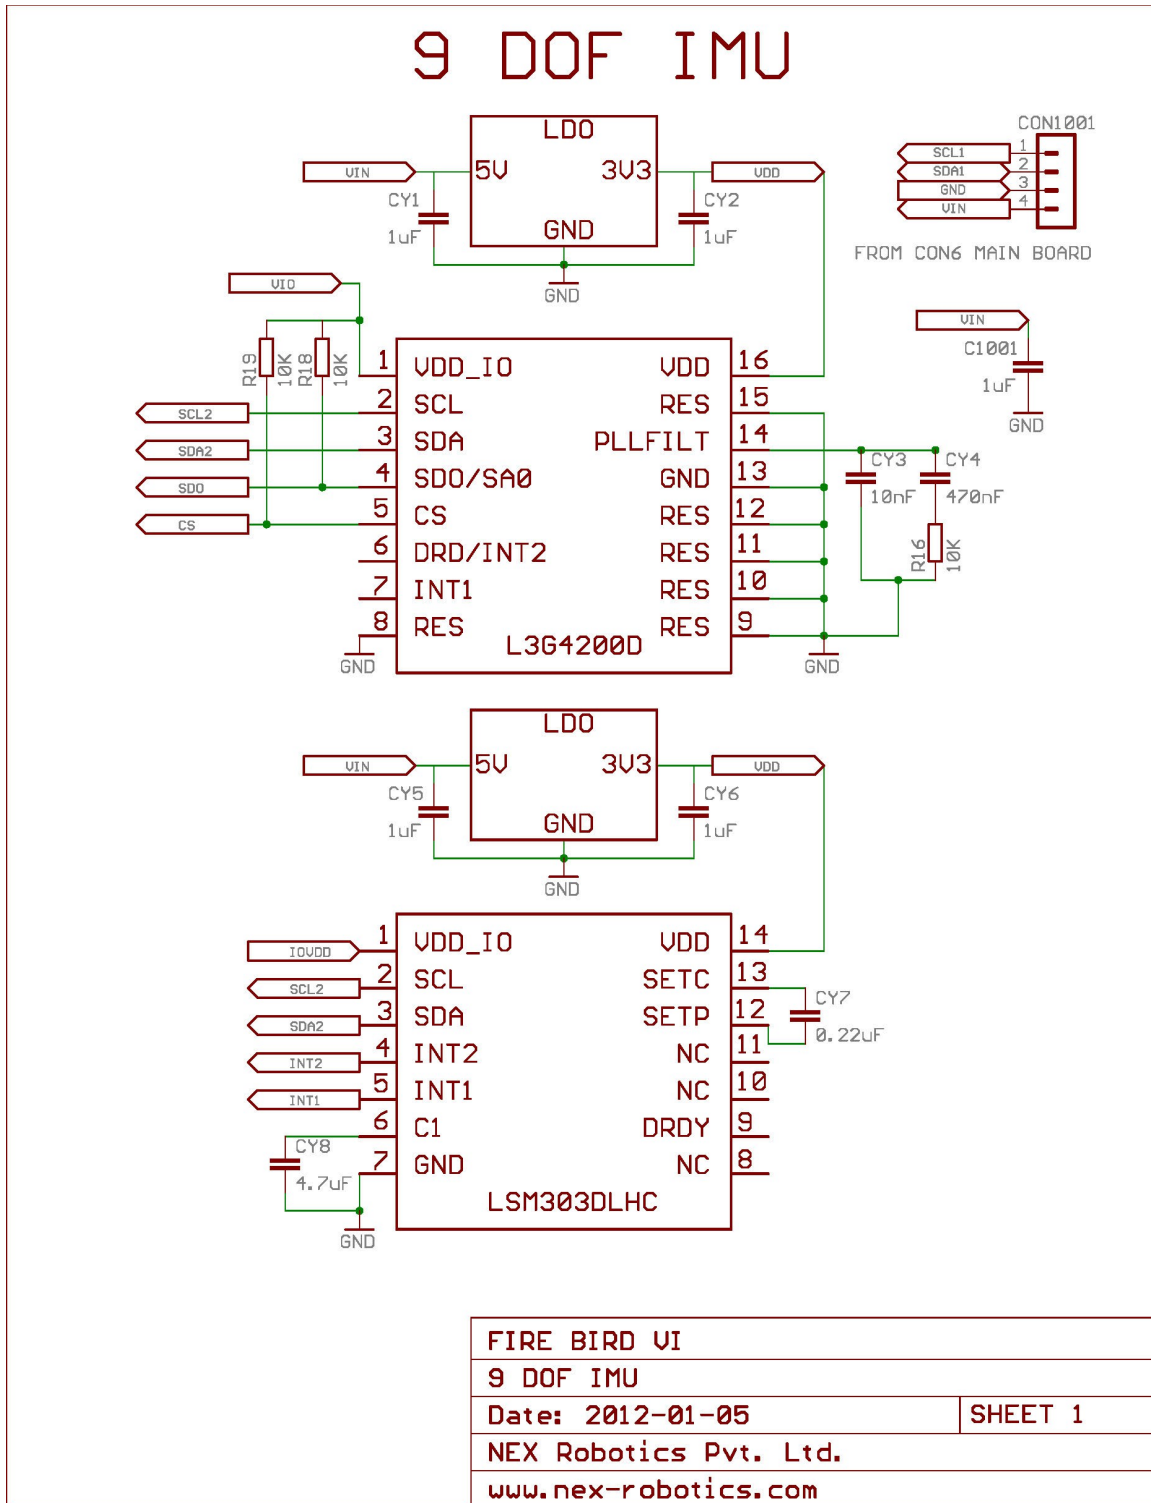 9 DOF IMU
LDO
5V
3V3
GND
VIN
VDD
CY1
1uF
CY2
1uF
GND
CON1001
SCL1
1
SDA1
2
GND
3
VIN
4
FROM CON6 MAIN BOARD
VIN
C1001
1uF
GND
VIO
R19
10K
R18
10K
SCL2
SDA2
SDO
CS
1 VDD_IO
2 SCL
3 SDA
4 SDO/SA0
5 CS
6 DRD/INT2
7 INT1
8 RES
GND
VDD 16
RES 15
PLLFILT 14
GND 13
RES 12
RES 11
RES 10
RES 9
L3G4200D
GND
CY3
10nF
CY4
470nF
R16
10K
LDO
5V
3V3
GND
VIN
VDD
CY5
1uF
CY6
1uF
GND
IOVDD
SCL2
SDA2
INT2
INT1
1 VDD_IO
2 SCL
3 SDA
4 INT2
5 INT1
6 C1
7 GND
CY8
4.7uF
GND
VDD 14
SETC 13
SETP 12
NC 11
NC 10
DRDY 9
NC 8
LSM303DLHC
CY7
0.22uF
FIRE BIRD VI
9 DOF IMU
Date: 2012-01-05
SHEET 1
NEX Robotics Pvt. Ltd.
www.nex-robotics.com